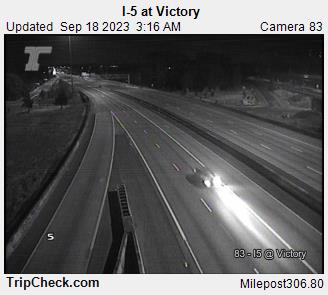 I-5 at Victory
Updated Sep 18 2023 3:16 AM Camera 83
T
S
83 - I5 @ Victory
TripCheck.com Milepost306.80